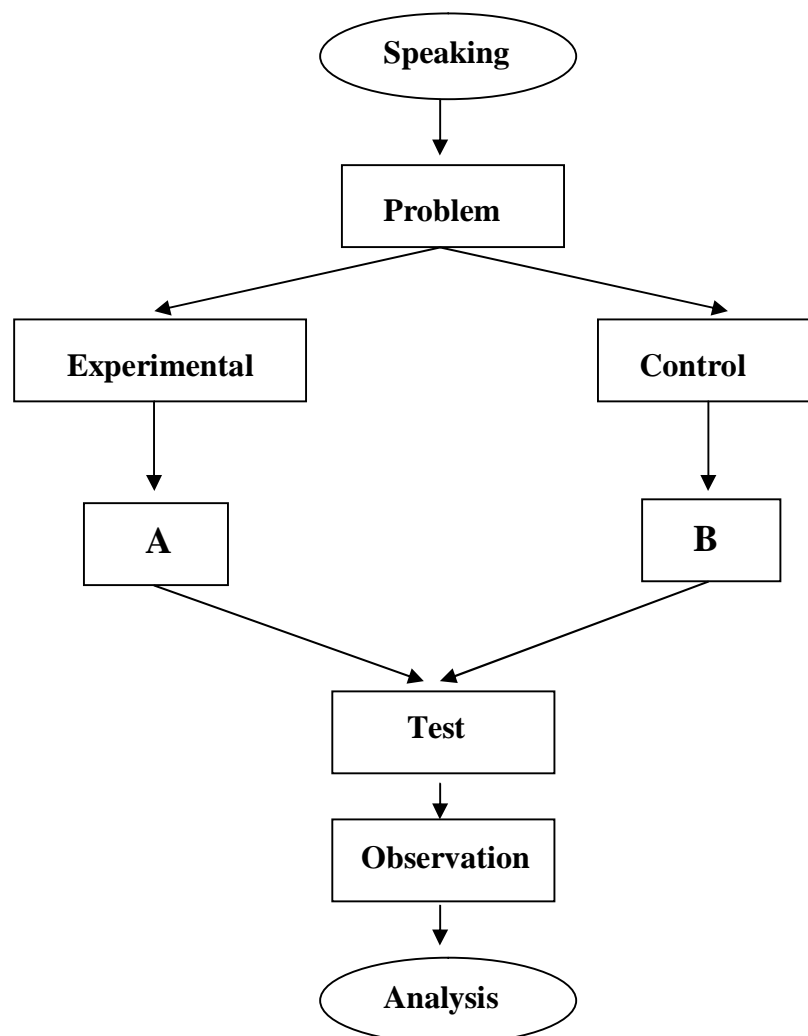 Speaking
Problem
Experimental
Control
A
B
Test
Observation
Analysis